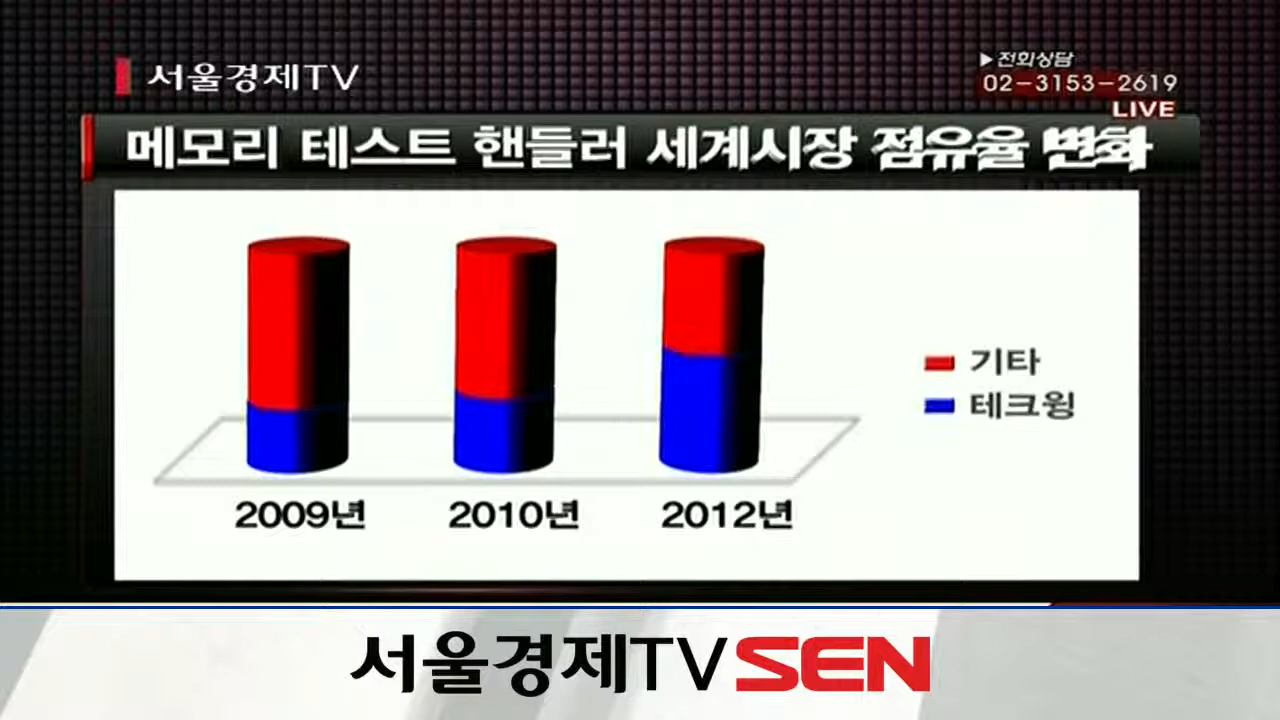 서울경제TV
▶전화상담
02-3153-2619
LIVE
메모리 테스트 핸들러 세계시장 점유율 변화
기타
테크윙
2009년 2010년 2012년
서울경제TV SEN